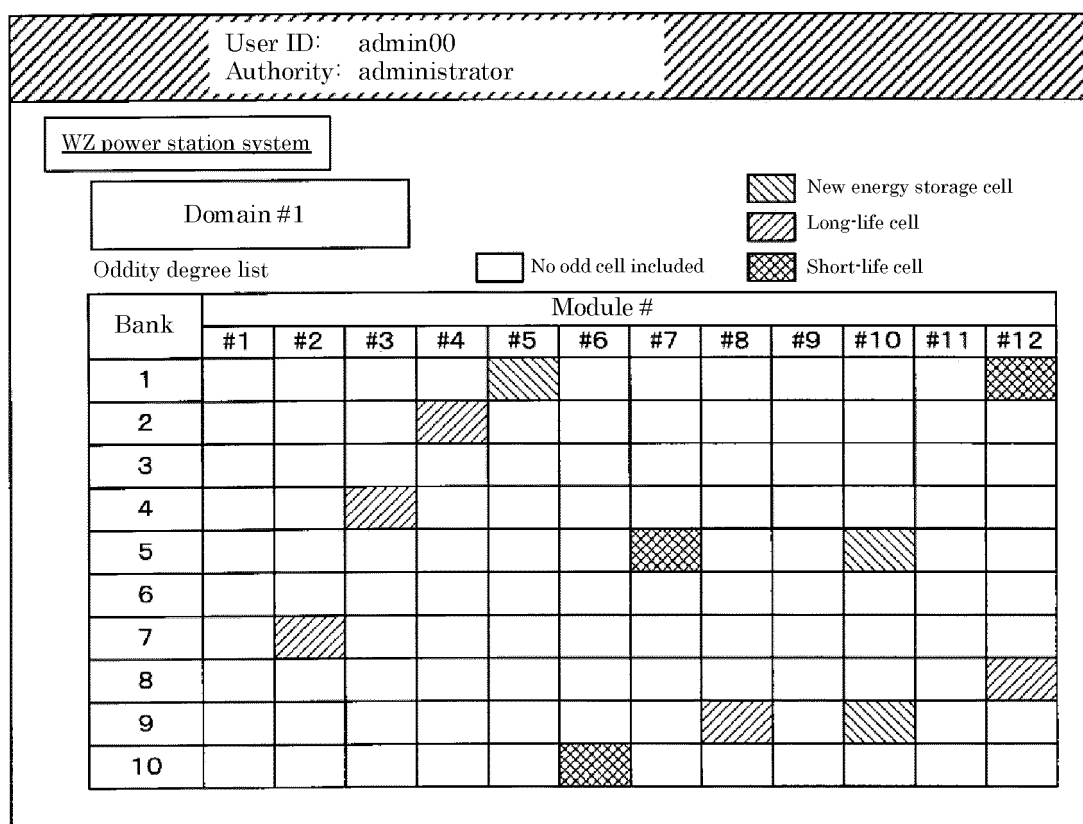 User ID: admin00
Authority: administrator
WZ power station system
Domain #1
New energy storage cell
Long-life cell
Oddity degree list
No odd cell included
Short-life cell
Bank
Module #
#1 #2 #3 #4 #5 #6 #7 #8 #9 #10 #11 #12
1
2
3
4
5
6
7
8
9
10